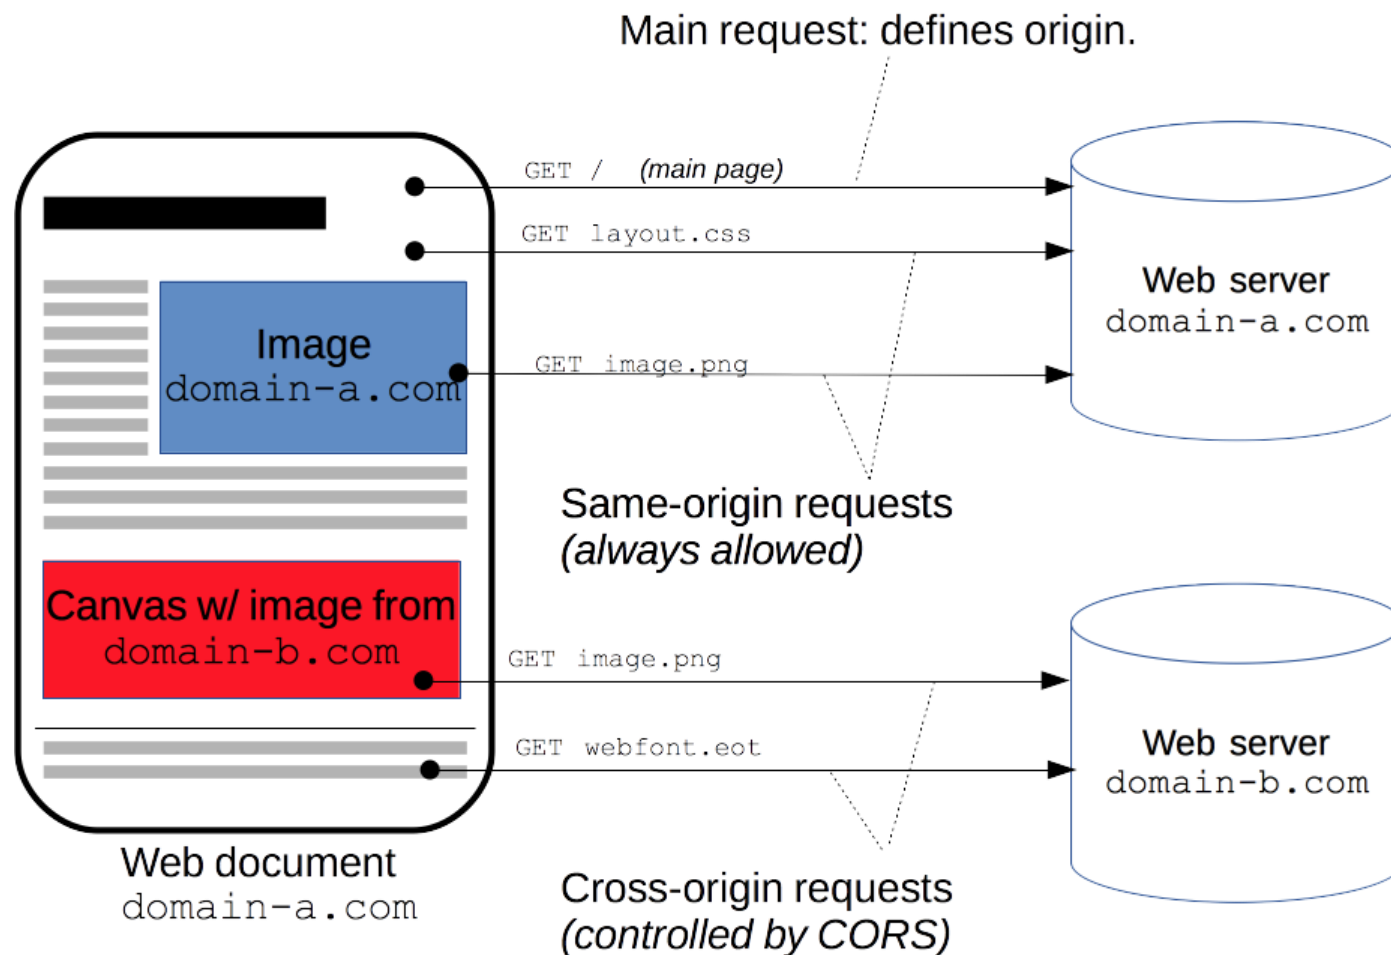 Main request: defines origin.
GET / (main page)
GET layout.css
Image
domain-a.com
GET image.png
Web server
domain-a.com
Same-origin requests
(always allowed)
Canvas w/ image from
domain-b.com
GET image.png
GET webfont.eot
Web server
domain-b.com
Web document
domain-a.com
Cross-origin requests
(controlled by CORS)